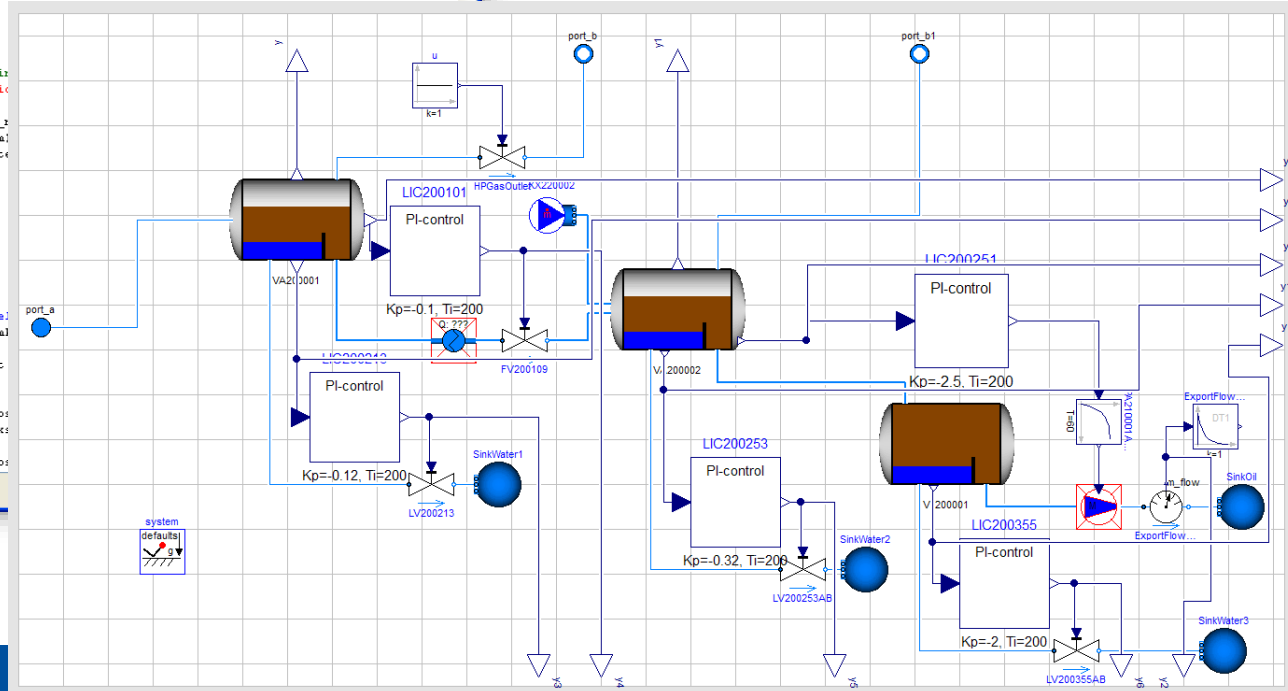 port_b
port_b1
y
y1
u
k=1
HPGasOutlet
KX220002
LIC200101
PI-control
Kp=-0.1, Ti=200
VA200001
port_a
Q: ???
FV200109
LIC200213
PI-control
Kp=-0.12, Ti=200
SinkWater1
LV200213
system
defaults
g
LIC200251
PI-control
Kp=-2.5, Ti=200
VA200002
LIC200253
PI-control
Kp=-0.32, Ti=200
SinkWater2
LV200253AB
T=60
ExportFlow...
DT1
k=1
m_flow
SinkOil
ExportFlow...
LIC200355
PI-control
Kp=-2, Ti=200
SinkWater3
LV200355AB
y3
y4
y5
y6
y2
y
y
y
y
y